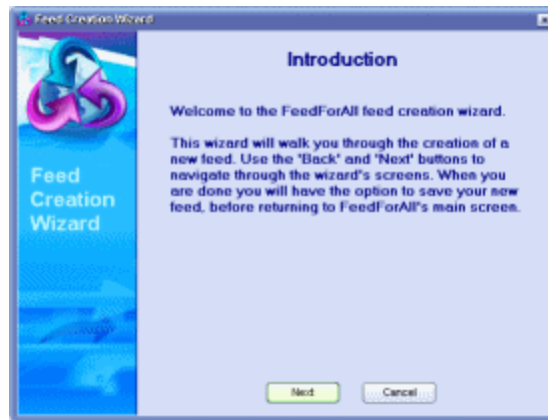 Feed Creation Wizard
Introduction
Welcome to the FeedForAll feed creation wizard.
This wizard will walk you through the creation of a
new feed. Use the 'Back' and 'Next' buttons to
navigate through the wizard's screens. When you
are done you will have the option to save your new
feed, before returning to FeedForAll's main screen.
Feed
Creation
Wizard
Next
Cancel